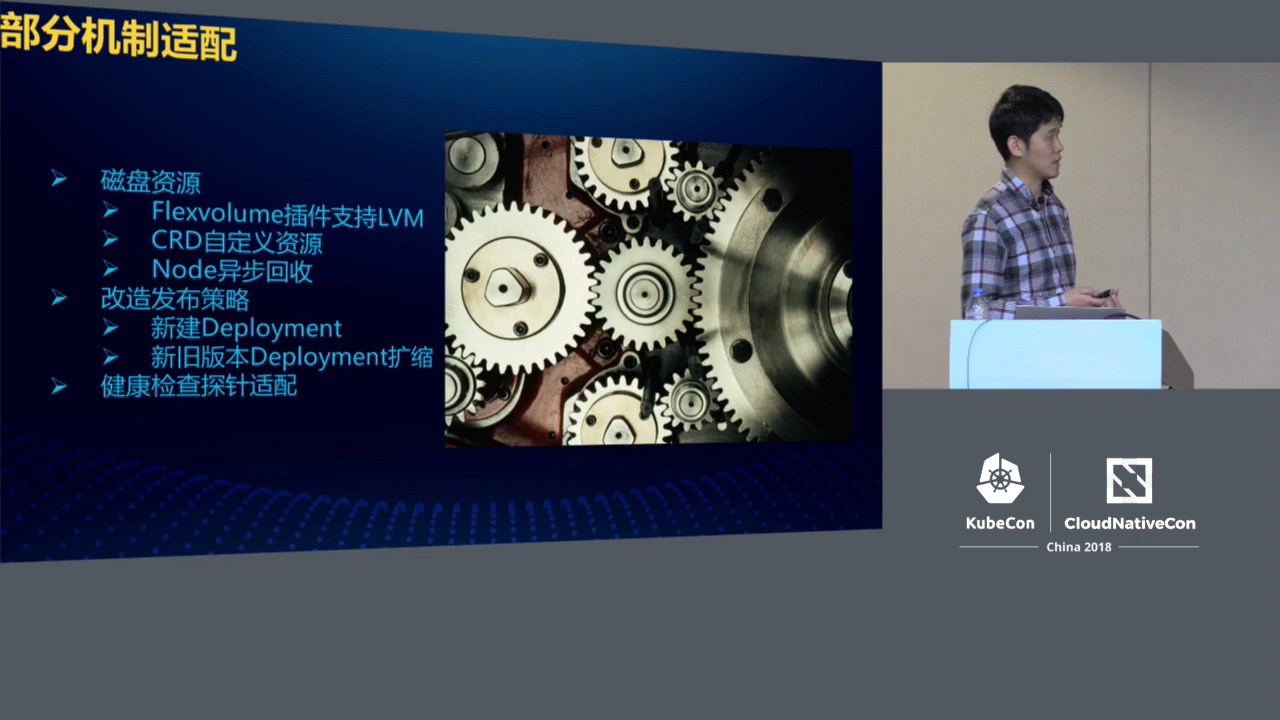 部分机制适配
磁盘资源
Flexvolume插件支持LVM
CRD自定义资源
Node异步回收
改造发布策略
新建Deployment
新旧版本Deployment扩缩
健康检查探针适配
KubeCon
CloudNativeCon
China 2018